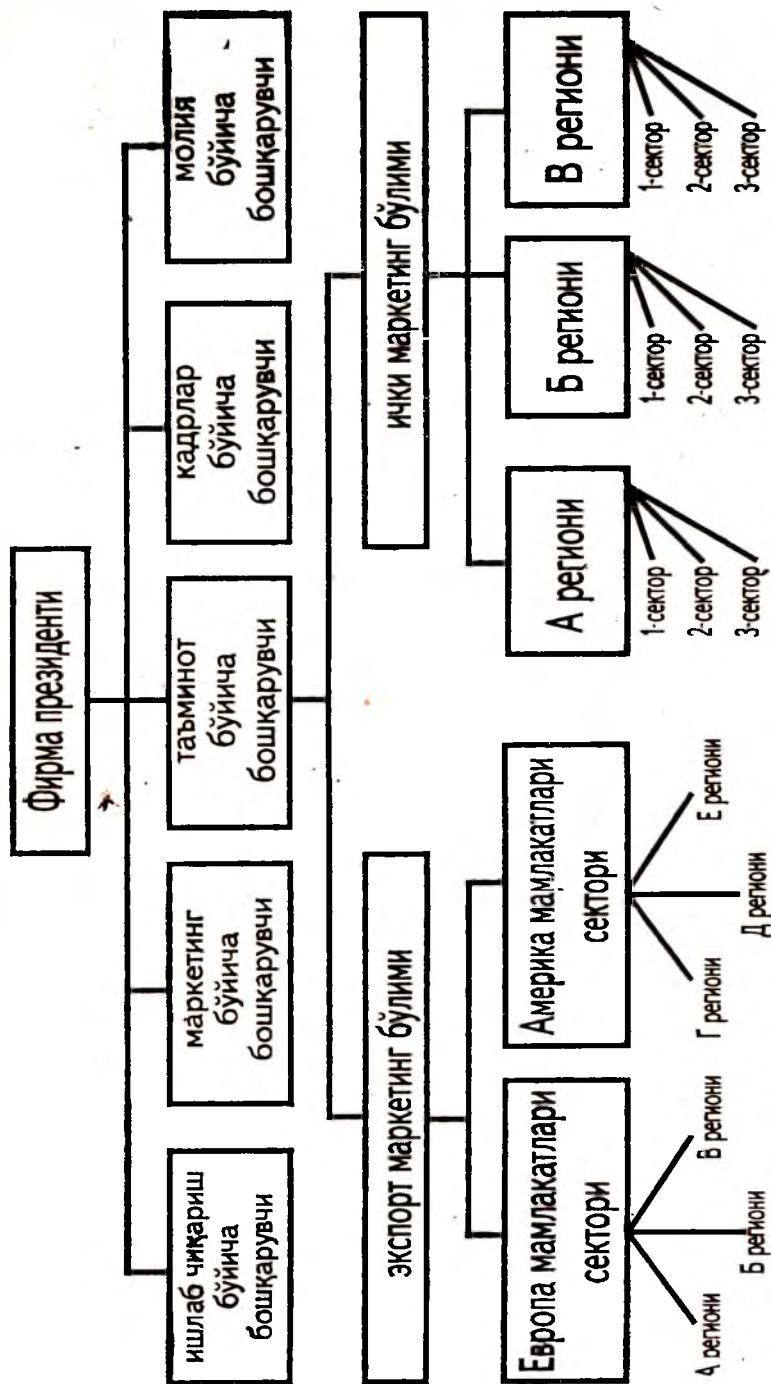 Фирма президенти
ишлаб чиқариш
бўйича
бошқарувчи
маркетинг
бўйича
бошқарувчи
таъминот
бўйича
бошқарувчи
кадрлар
бўйича
бошқарувчи
молия
бўйича
бошқарувчи
экспорт маркетинг бўлими
ички маркетинг бўлими
Европа мамлакатлари
сектори
Америка мамлакатлари
сектори
А региони
Б региони
В региони
А региони
Б региони
В региони
Г региони
Д региони
Е региони
1-сектор
2-сектор
3-сектор
1-сектор
2-сектор
3-сектор
1-сектор
2-сектор
3-сектор